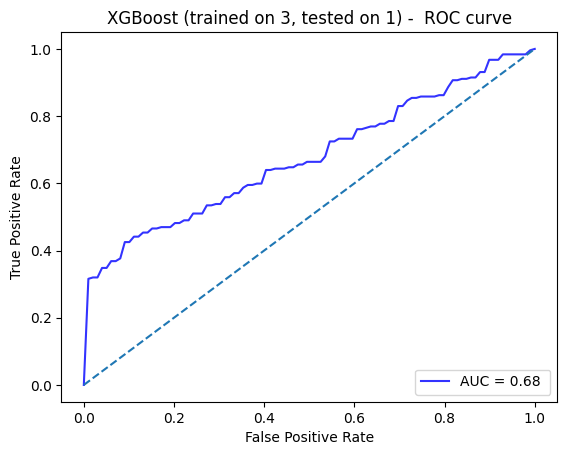 XGBoost (trained on 3, tested on 1) -  ROC curve
True Positive Rate
1.0
0.8
0.6
0.4
0.2
0.0
0.0 0.2 0.4 0.6 0.8 1.0
False Positive Rate
AUC = 0.68